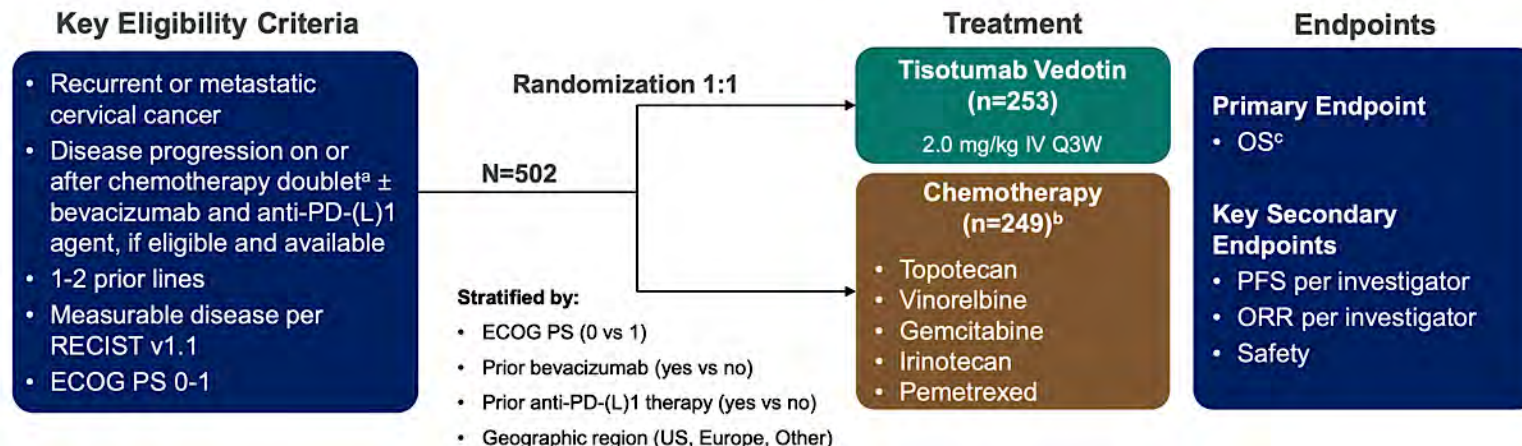 Key Eligibility Criteria
• Recurrent or metastatic
cervical cancer
• Disease progression on or
after chemotherapy doubletᵃ ±
bevacizumab and anti-PD-(L)1
agent, if eligible and available
• 1-2 prior lines
• Measurable disease per
RECIST v1.1
• ECOG PS 0-1
Randomization 1:1
N=502
Stratified by:
• ECOG PS (0 vs 1)
• Prior bevacizumab (yes vs no)
• Prior anti-PD-(L)1 therapy (yes vs no)
• Geographic region (US, Europe, Other)
Treatment
Tisotumab Vedotin
(n=253)
2.0 mg/kg IV Q3W
Chemotherapy
(n=249)ᵇ
• Topotecan
• Vinorelbine
• Gemcitabine
• Irinotecan
• Pemetrexed
Endpoints
Primary Endpoint
• OSᶜ
Key Secondary
Endpoints
• PFS per investigator
• ORR per investigator
• Safety